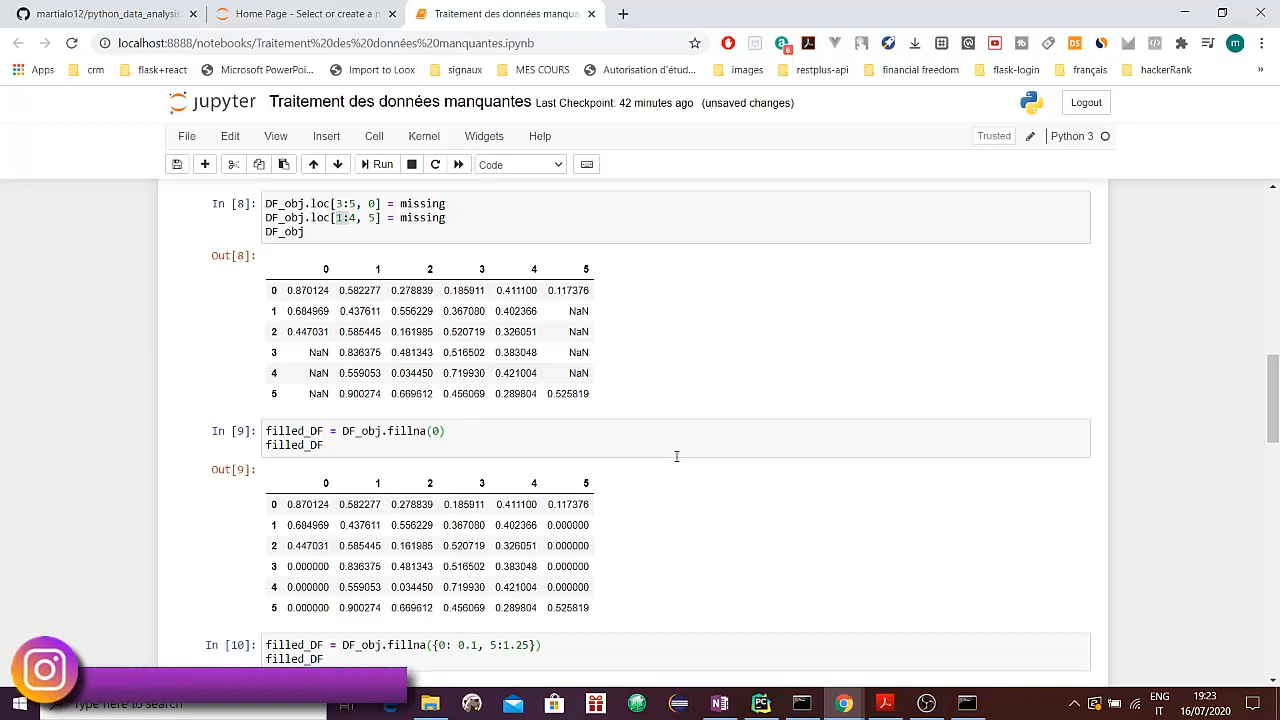 martialo12/python_data_analysis
Home Page - Select or create a n
Traitement des données manqua
localhost:8888/notebooks/Traitement%20des%20données%20manquantes.ipynb
6
m
Apps crm flask+react Microsoft PowerPoi... Import to Loox signaux MES COURS Autorisation d'étud... images restplus-api financial freedom flask-login français hackerRank »
jupyter Traitement des données manquantes Last Checkpoint: 42 minutes ago (unsaved changes) Logout
File Edit View Insert Cell Kernel Widgets Help Trusted Python 3
Run Code
In [8]: DF_obj.loc[3:5, 0] = missing
DF_obj.loc[1:4, 5] = missing
DF_obj
Out[8]:
0 1 2 3 4 5
0 0.870124 0.582277 0.278839 0.185911 0.411100 0.117376
1 0.684969 0.437611 0.556229 0.367080 0.402366 NaN
2 0.447031 0.585445 0.161985 0.520719 0.326051 NaN
3 NaN 0.836375 0.481343 0.516502 0.383048 NaN
4 NaN 0.559053 0.034450 0.719930 0.421004 NaN
5 NaN 0.900274 0.669612 0.456069 0.289804 0.525819
In [9]: filled_DF = DF_obj.fillna(0)
filled_DF
Out[9]:
0 1 2 3 4 5
0 0.870124 0.582277 0.278839 0.185911 0.411100 0.117376
1 0.684969 0.437611 0.556229 0.367080 0.402366 0.000000
2 0.447031 0.585445 0.161985 0.520719 0.326051 0.000000
3 0.000000 0.836375 0.481343 0.516502 0.383048 0.000000
4 0.000000 0.559053 0.034450 0.719930 0.421004 0.000000
5 0.000000 0.900274 0.669612 0.456069 0.289804 0.525819
In [10]: filled_DF = DF_obj.fillna({0: 0.1, 5:1.25})
filled_DF
Type here to search
ENG 19:23
IT 16/07/2020